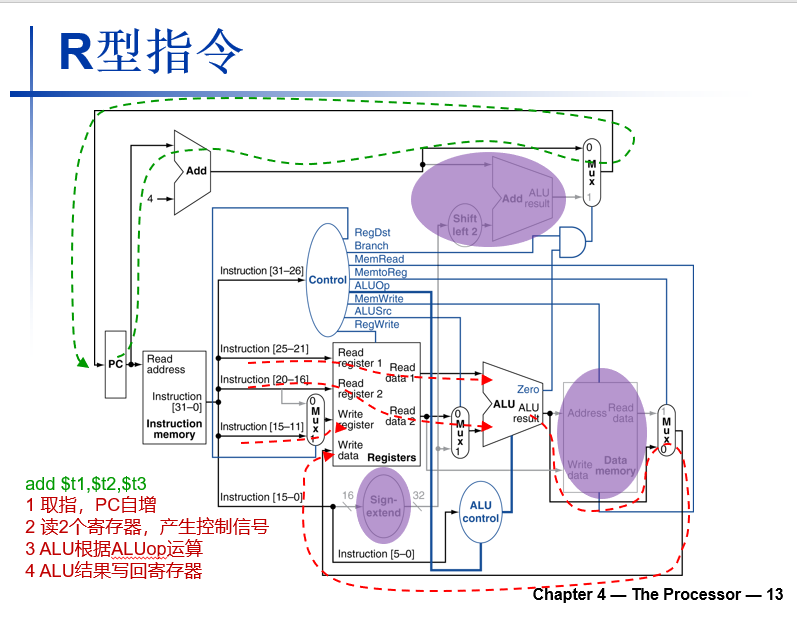 R型指令
Add
4
0
Mux
1
Add
ALU
result
Shift
left 2
RegDst
Branch
MemRead
MemtoReg
ALUOp
MemWrite
ALUSrc
RegWrite
Control
Instruction [31–26]
Instruction [25–21]
Instruction [20–16]
Instruction [15–11]
Instruction [15–0]
Instruction [5–0]
PC
Read
address
Instruction
[31–0]
Instruction
memory
0
Mux
1
Read
register 1
Read
data 1
Read
register 2
Write
register
Read
data 2
Write
data
Registers
0
Mux
1
Zero
ALU
ALU
result
Address
Read
data
Write
data
Data
memory
1
Mux
0
16
Sign-
extend
32
ALU
control
add $t1,$t2,$t3
1 取指，PC自增
2 读2个寄存器，产生控制信号
3 ALU根据ALUop运算
4 ALU结果写回寄存器
Chapter 4 — The Processor — 13